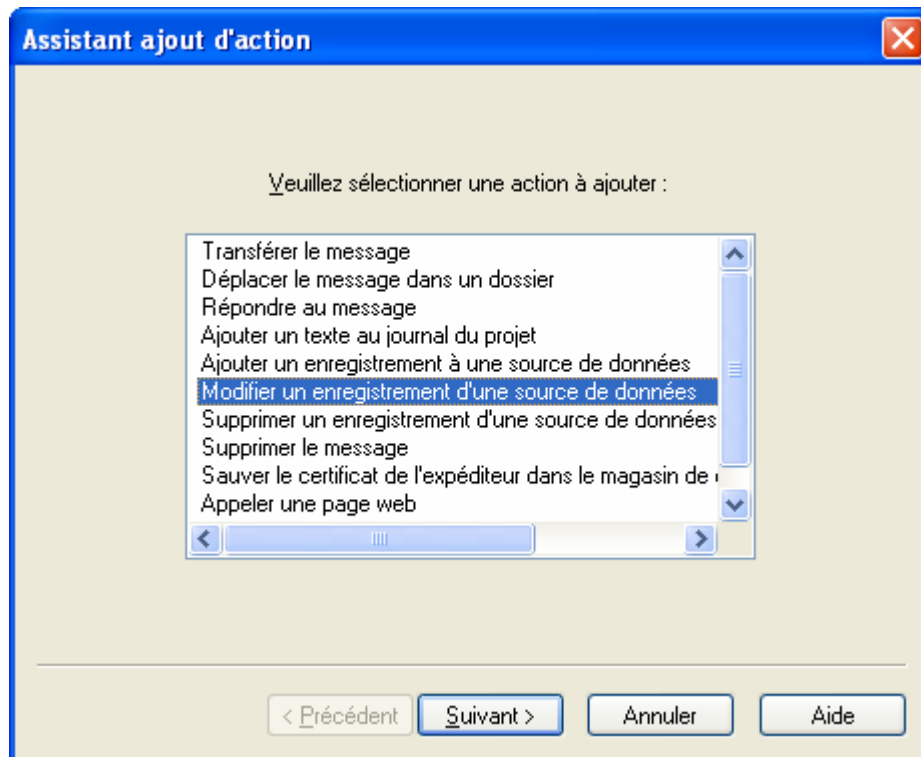 Assistant ajout d'action
Veuillez sélectionner une action à ajouter :
Transférer le message
Déplacer le message dans un dossier
Répondre au message
Ajouter un texte au journal du projet
Ajouter un enregistrement à une source de données
Modifier un enregistrement d'une source de données
Supprimer un enregistrement d'une source de données
Supprimer le message
Sauver le certificat de l'expéditeur dans le magasin de
Appeler une page web
< Précédent Suivant > Annuler Aide